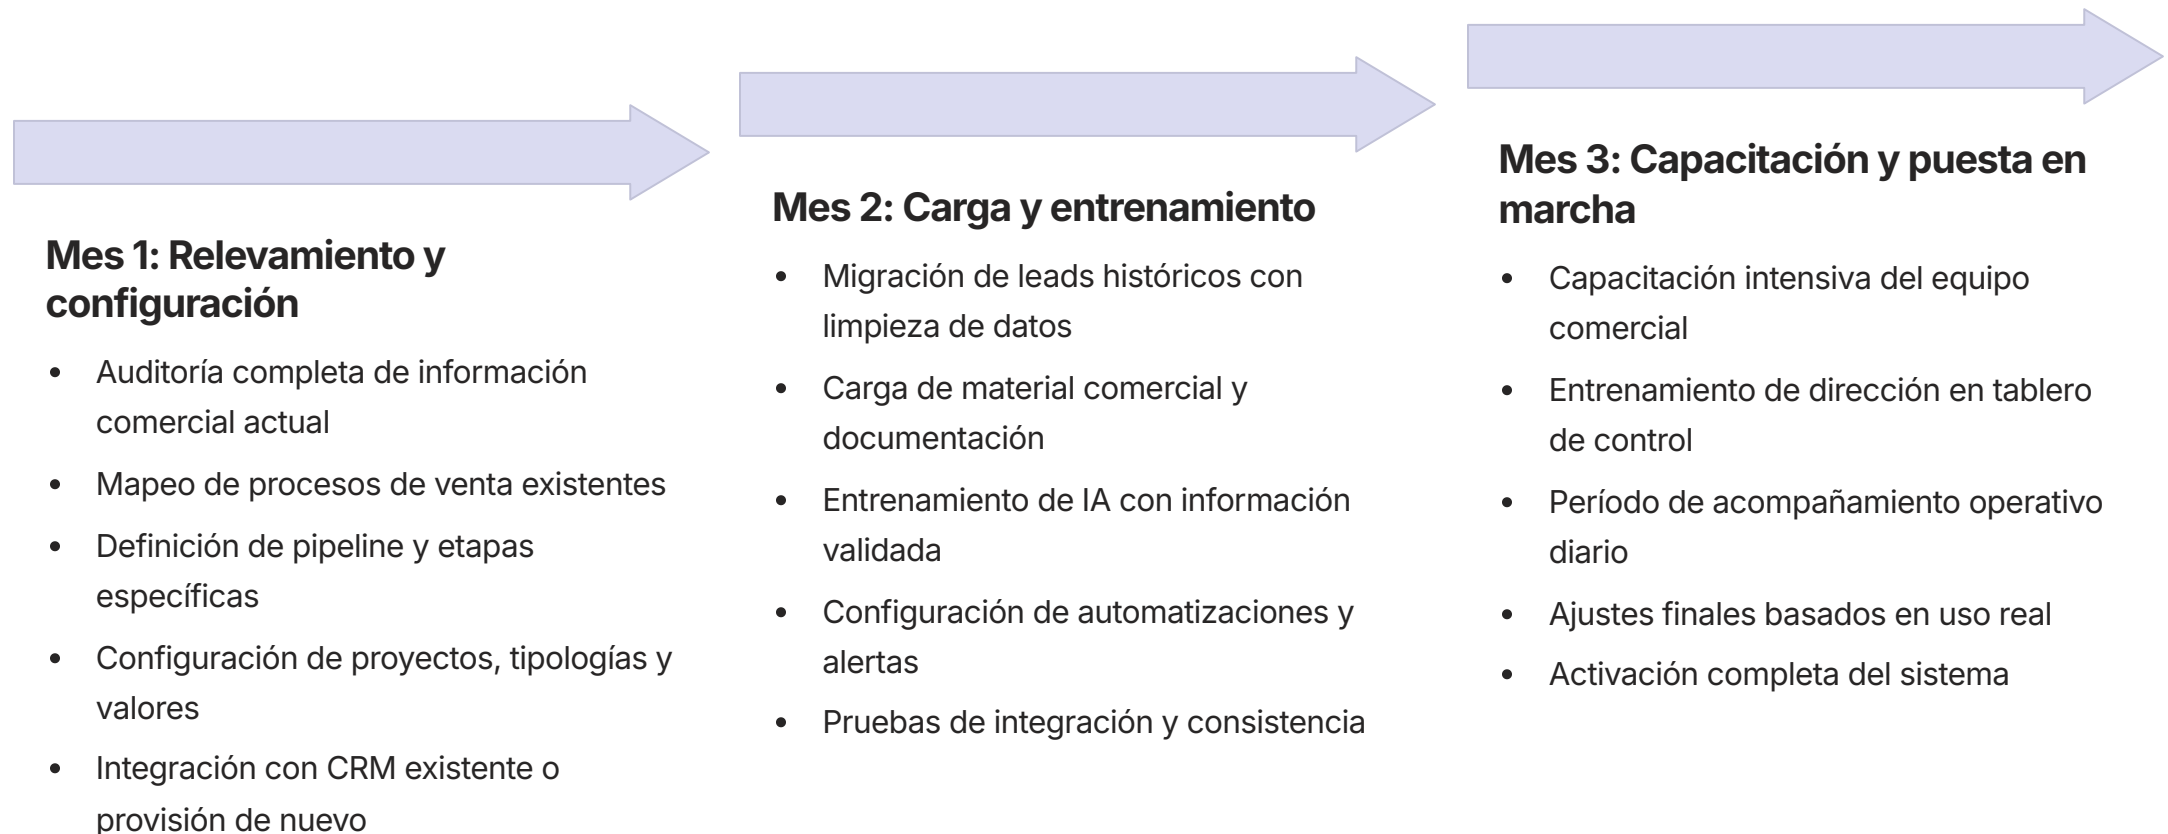 Mes 1: Relevamiento y
configuración
• Auditoría completa de información
comercial actual
• Mapeo de procesos de venta existentes
• Definición de pipeline y etapas
específicas
• Configuración de proyectos, tipologías y
valores
• Integración con CRM existente o
provisión de nuevo
Mes 2: Carga y entrenamiento
• Migración de leads históricos con
limpieza de datos
• Carga de material comercial y
documentación
• Entrenamiento de IA con información
validada
• Configuración de automatizaciones y
alertas
• Pruebas de integración y consistencia
Mes 3: Capacitación y puesta en
marcha
• Capacitación intensiva del equipo
comercial
• Entrenamiento de dirección en tablero
de control
• Período de acompañamiento operativo
diario
• Ajustes finales basados en uso real
• Activación completa del sistema